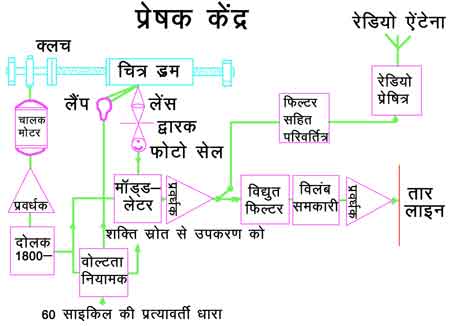 प्रेषक केंद्र
रेडियो ऐंटेना
क्लच
चित्र ड्रम
लैंप
लेंस
द्वारक
फोटो सेल
चालक
मोटर
फिल्टर
सहित
परिवर्तित्र
रेडियो
प्रेषित्र
प्रवर्धक
मॉड्–
लेटर
प्रवर्धक
विद्युत
फिल्टर
विलंब
समकारी
प्रवर्धक
तार
लाइन
दोलक
1800–
वोल्टता
नियामक
शक्ति स्रोत से उपकरण को
60 साइकिल की प्रत्यावर्ती धारा